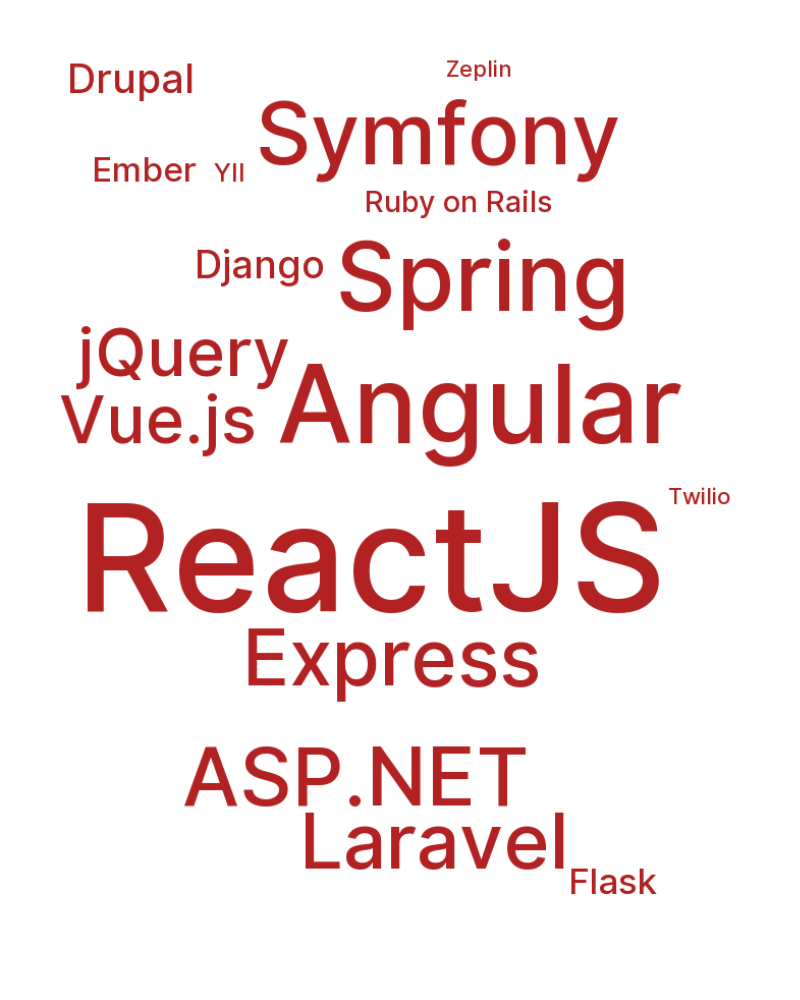 Zeplin
Drupal
Symfony
Ember
YII
Ruby on Rails
Django
Spring
jQuery
Vue.js
Angular
Twilio
ReactJS
Express
ASP.NET
Laravel
Flask